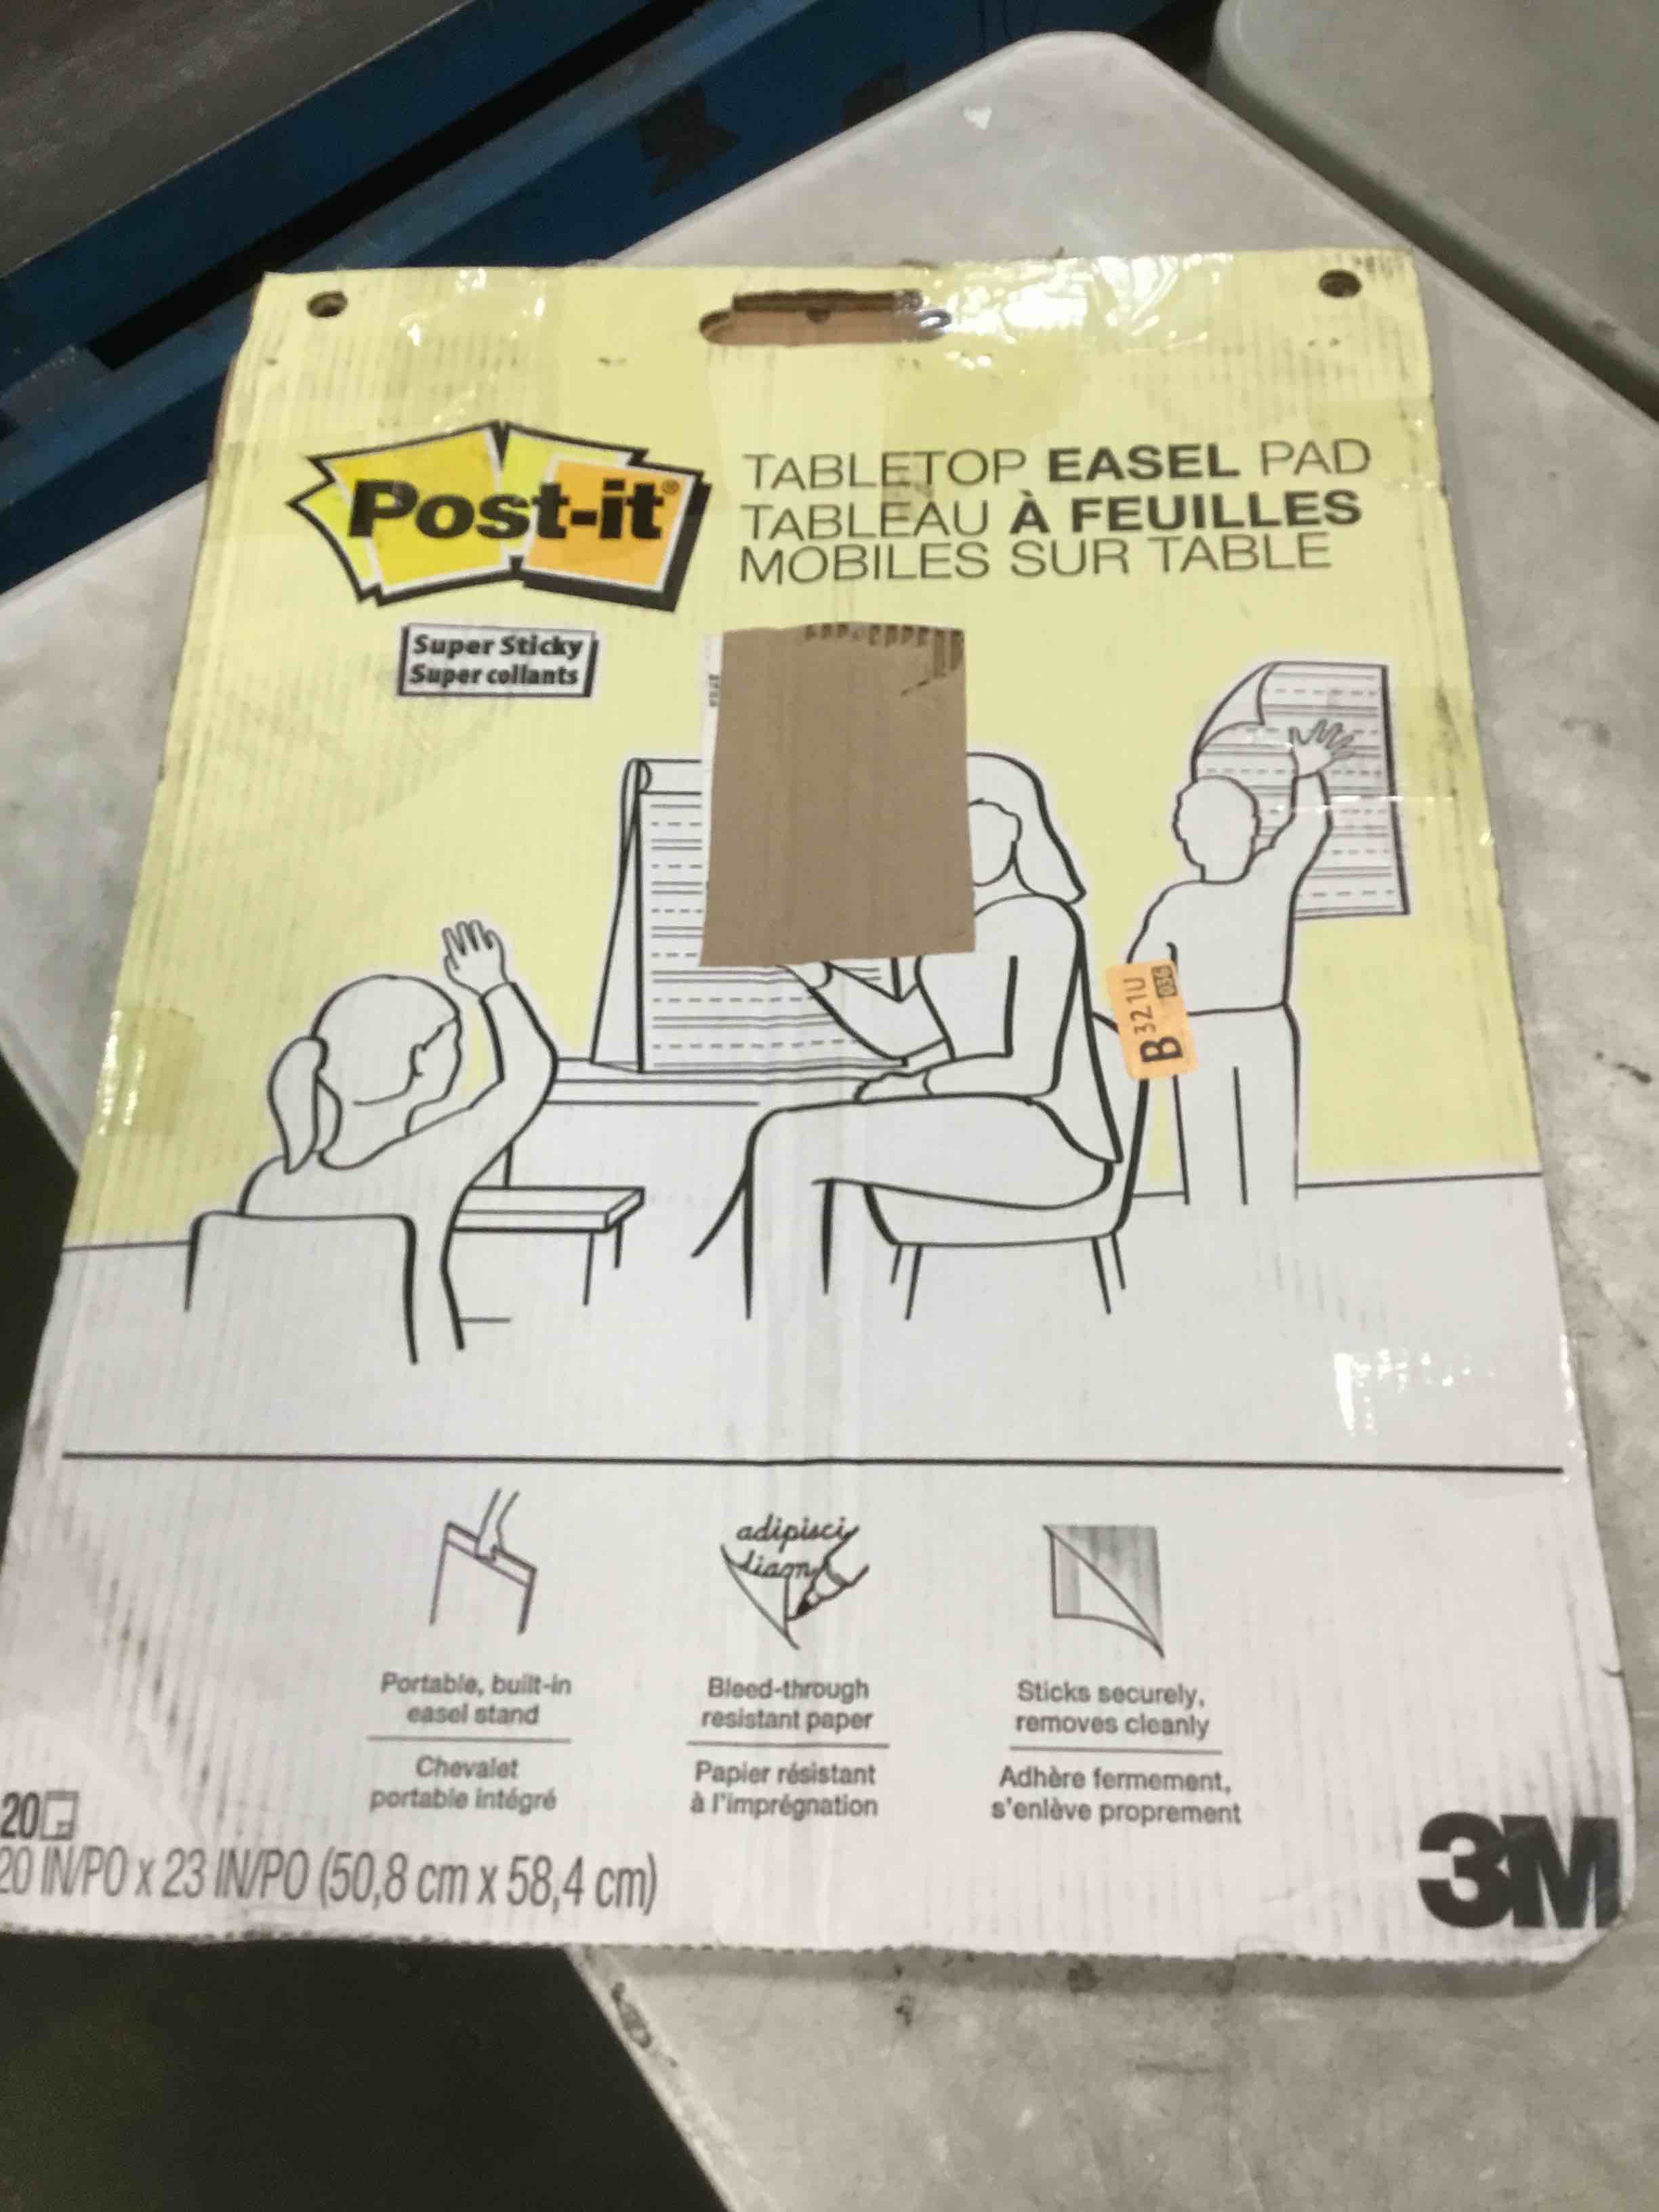 Post-it®
TABLETOP EASEL PAD
TABLEAU À FEUILLES
MOBILES SUR TABLE
Super Sticky
Super collants
B 321U
adipisci
diam
Portable, built-in
easel stand
Chevalet
portable intégré
Bleed-through
resistant paper
Papier résistant
à l'imprégnation
Sticks securely,
removes cleanly
Adhère fermement,
s'enlève proprement
20
20 IN/PO x 23 IN/PO (50,8 cm x 58,4 cm)
3M